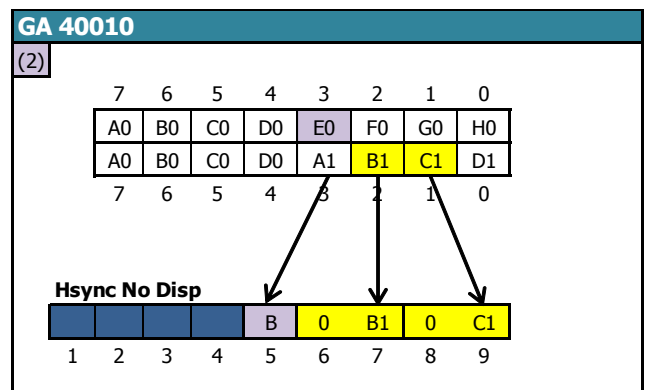 GA 40010
(2)
7 6 5 4 3 2 1 0
A0 B0 C0 D0 E0 F0 G0 H0
A0 B0 C0 D0 A1 B1 C1 D1
7 6 5 4 3 2 1 0
Hsync No Disp
B 0 B1 0 C1
1 2 3 4 5 6 7 8 9